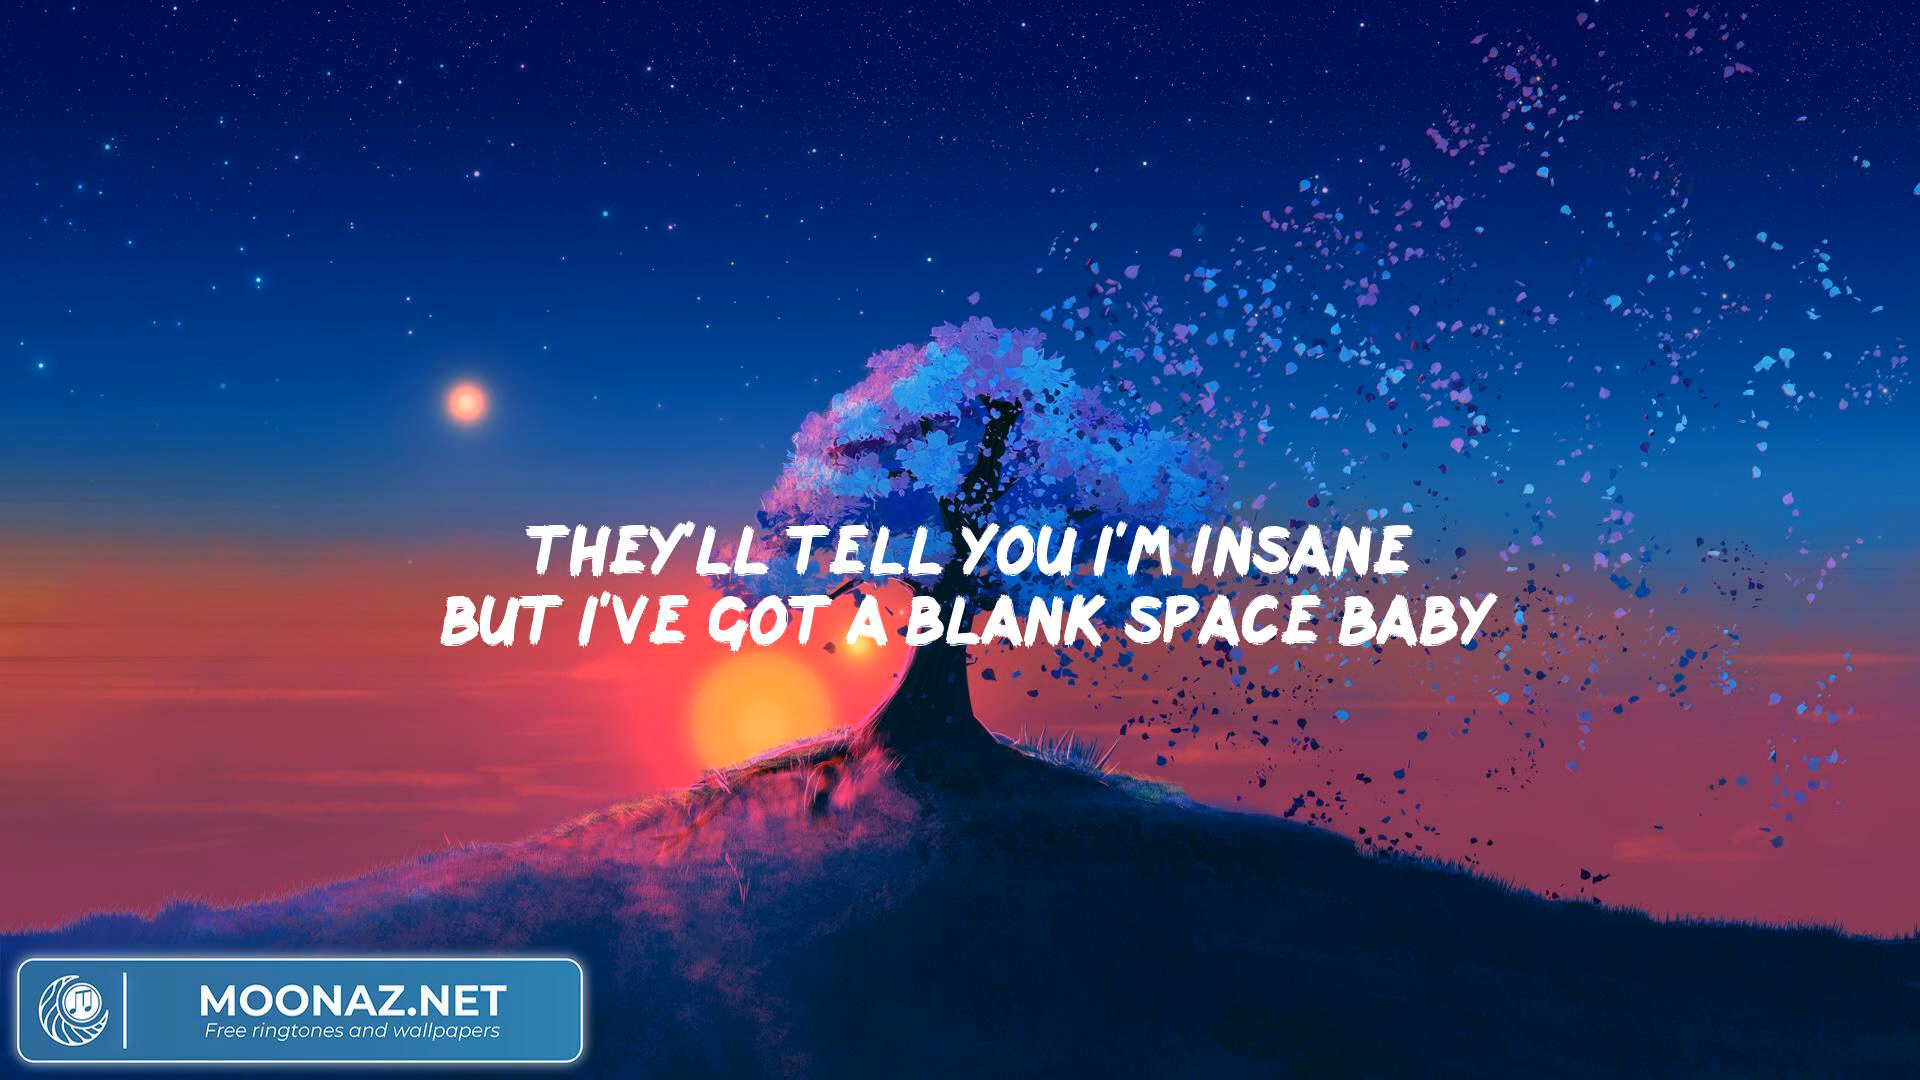 THEY'LL TELL YOU I'M INSANE
BUT I'VE GOT A BLANK SPACE BABY
MOONAZ.NET
Free ringtones and wallpapers